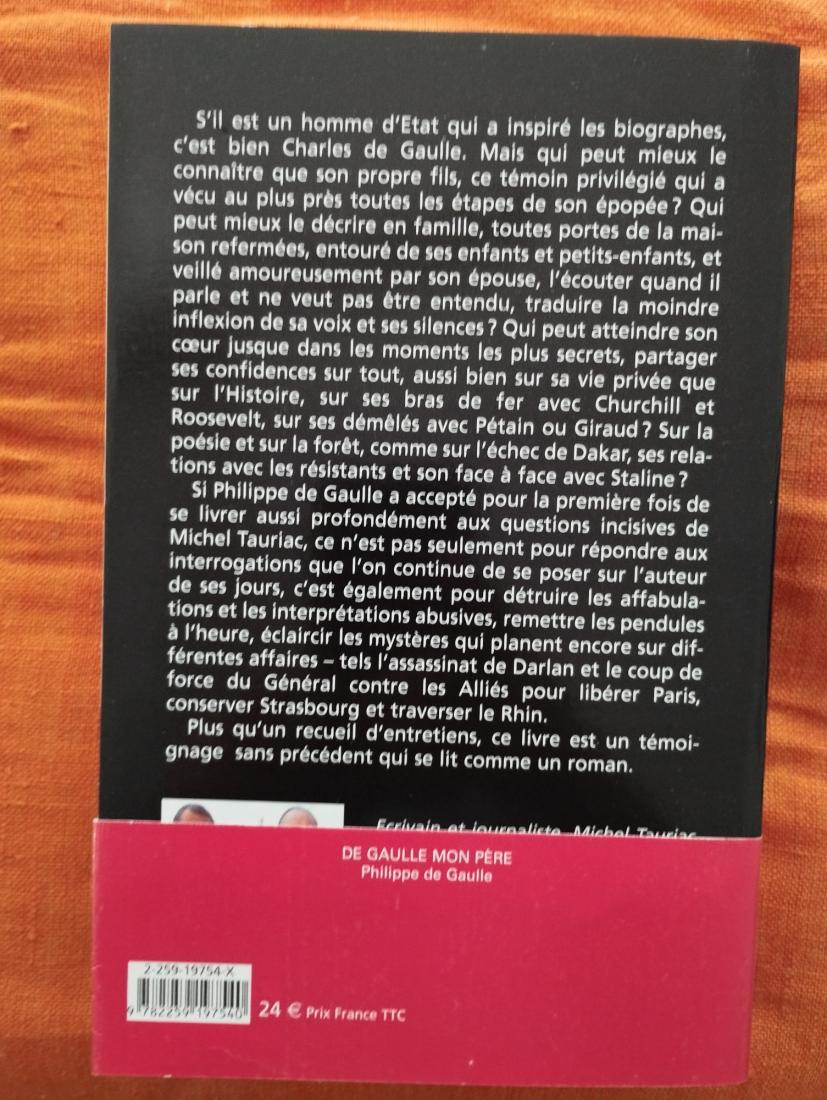 S'il est un homme d'Etat qui a inspiré les biographes,
c'est bien Charles de Gaulle. Mais qui peut mieux le
connaître que son propre fils, ce témoin privilégié qui a
vécu au plus près toutes les étapes de son épopée ? Qui
peut mieux le décrire en famille, toutes portes de la mai-
son refermées, entouré de ses enfants et petits-enfants, et
veillé amoureusement par son épouse, l'écouter quand il
parle et ne veut pas être entendu, traduire la moindre
inflexion de sa voix et ses silences ? Qui peut atteindre son
cœur jusque dans les moments les plus secrets, partager
ses confidences sur tout, aussi bien sur sa vie privée que
sur l'Histoire, sur ses bras de fer avec Churchill et
Roosevelt, sur ses démêlés avec Pétain ou Giraud ? Sur la
poésie et sur la forêt, comme sur l'échec de Dakar, ses rela-
tions avec les résistants et son face à face avec Staline ?
Si Philippe de Gaulle a accepté pour la première fois de
se livrer aussi profondément aux questions incisives de
Michel Tauriac, ce n'est pas seulement pour répondre aux
interrogations que l'on continue de se poser sur l'auteur
de ses jours, c'est également pour détruire les affabula-
tions et les interprétations abusives, remettre les pendules
à l'heure, éclaircir les mystères qui planent encore sur dif-
férentes affaires – tels l'assassinat de Darlan et le coup de
force du Général contre les Alliés pour libérer Paris,
conserver Strasbourg et traverser le Rhin.
Plus qu'un recueil d'entretiens, ce livre est un témoi-
gnage sans précédent qui se lit comme un roman.
Ecrivain et journaliste, Michel Tauriac
DE GAULLE MON PÈRE
Philippe de Gaulle
2-259-19754-X
9 782259 197540
24 € Prix France TTC